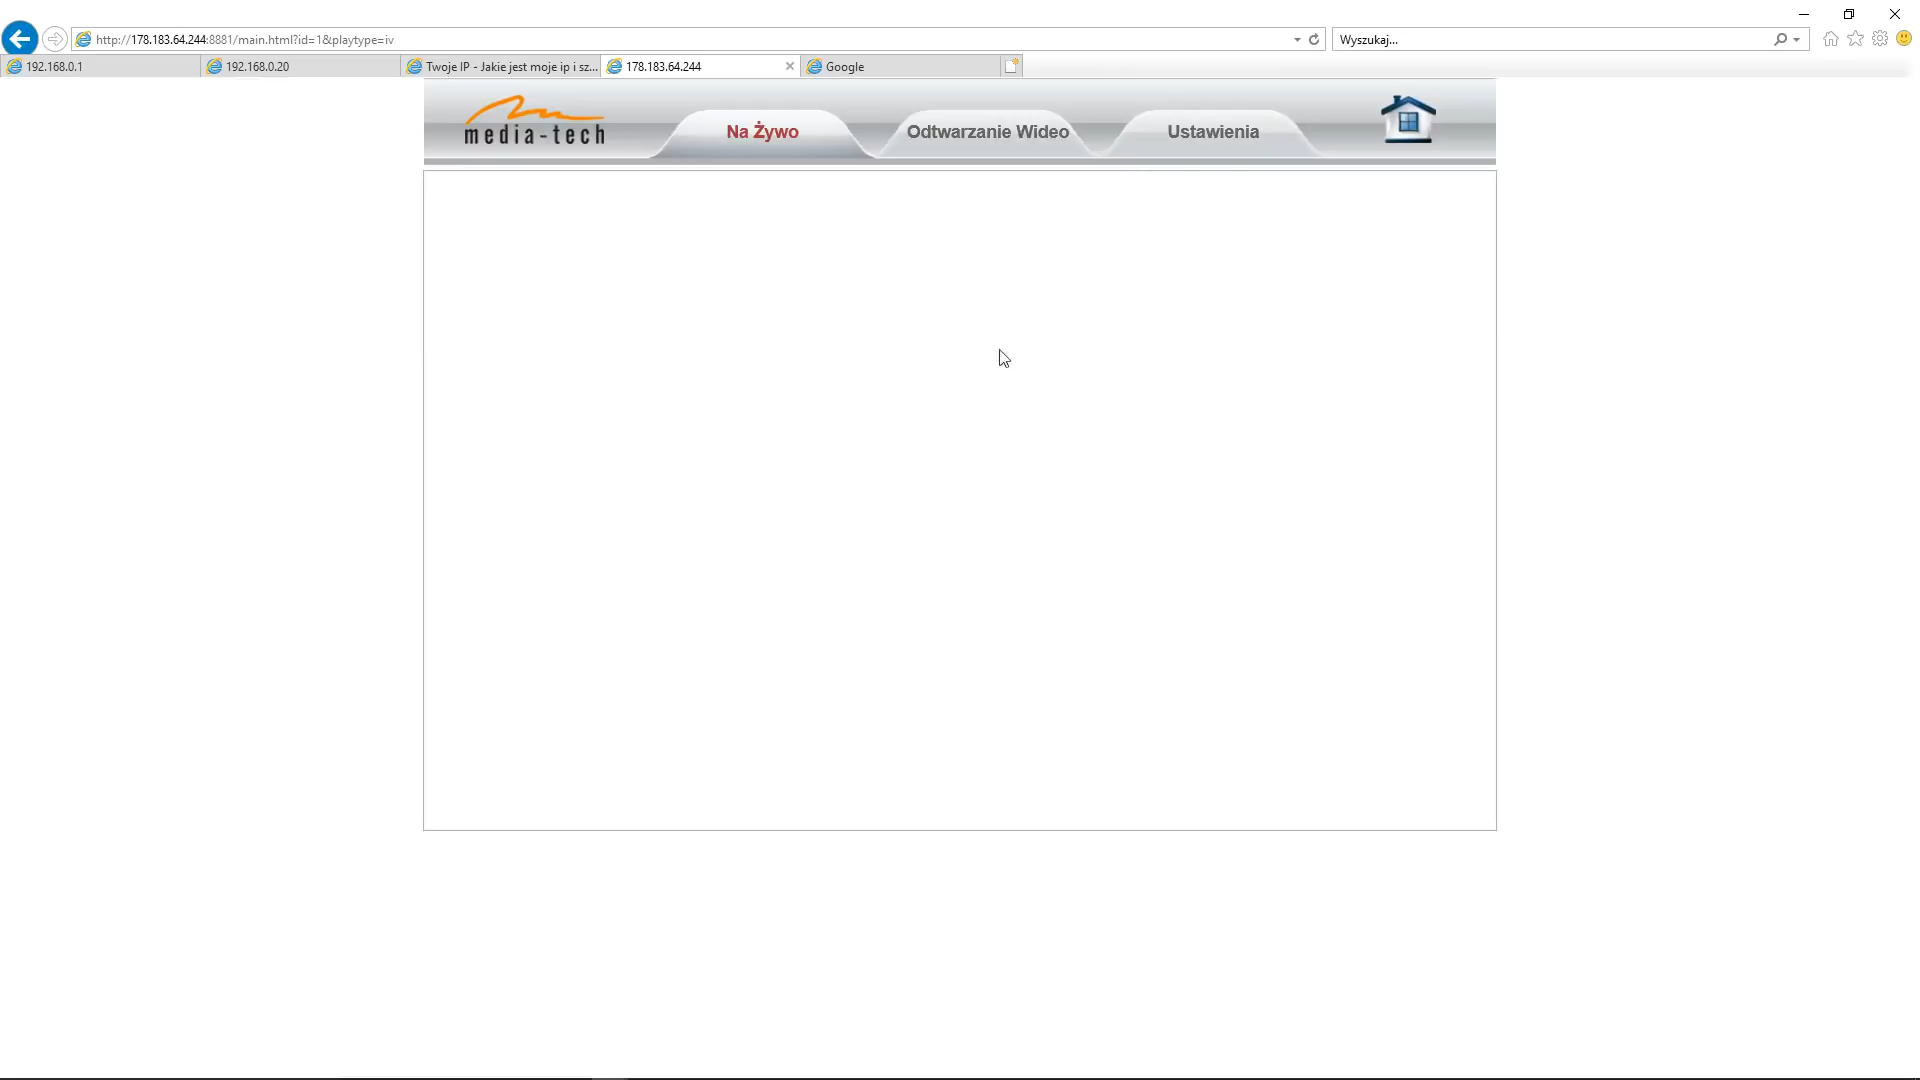 http://178.183.64.244:8881/main.html?id=1&playtype=iv
Wyszukaj...
192.168.0.1
192.168.0.20
Twoje IP - Jakie jest moje ip i sz...
178.183.64.244
Google
media-tech
Na Żywo
Odtwarzanie Wideo
Ustawienia